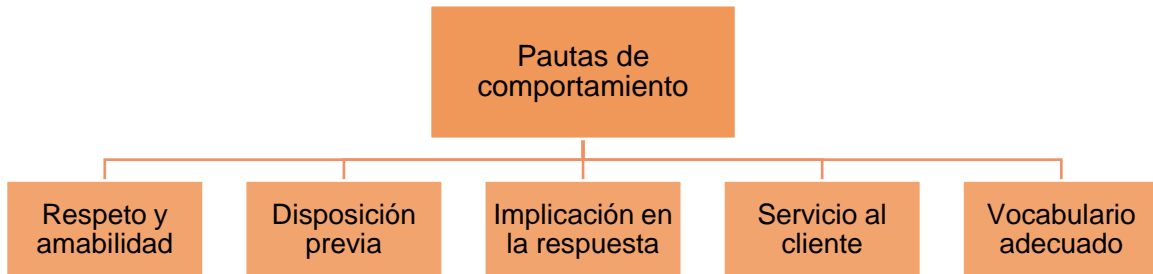 Pautas de
comportamiento
Respeto y
amabilidad
Disposición
previa
Implicación en
la respuesta
Servicio al
cliente
Vocabulario
adecuado